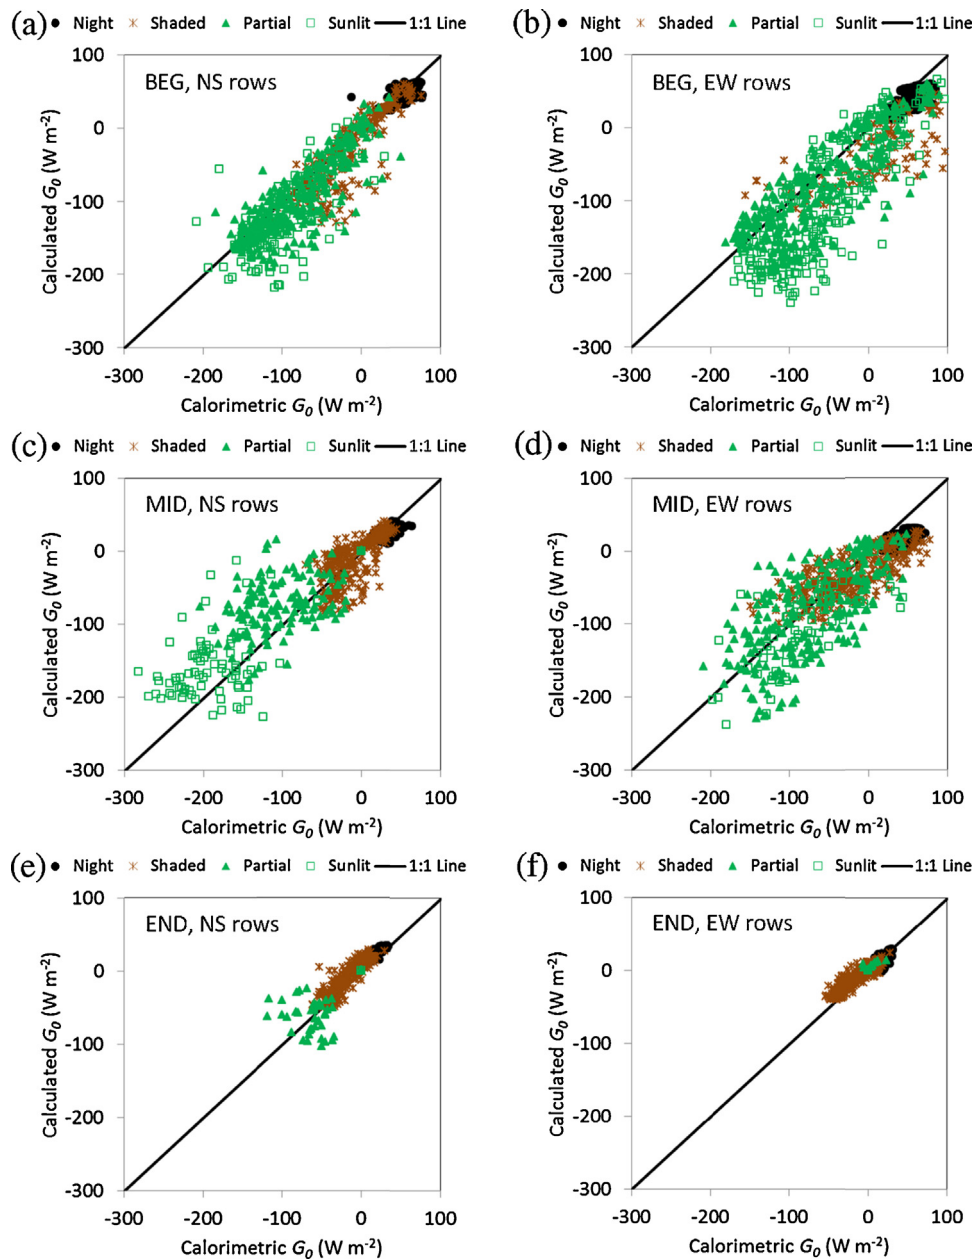 (a) Night Shaded Partial Sunlit 1:1 Line
100
BEG, NS rows
0
-100
-200
-300
-300 -200 -100 0 100
Calculated G0 (W m-2)
Calorimetric G0 (W m-2)
(b) Night Shaded Partial Sunlit 1:1 Line
100
BEG, EW rows
0
-100
-200
-300
-300 -200 -100 0 100
Calculated G0 (W m-2)
Calorimetric G0 (W m-2)
(c) Night Shaded Partial Sunlit 1:1 Line
100
MID, NS rows
0
-100
-200
-300
-300 -200 -100 0 100
Calculated G0 (W m-2)
Calorimetric G0 (W m-2)
(d) Night Shaded Partial Sunlit 1:1 Line
100
MID, EW rows
0
-100
-200
-300
-300 -200 -100 0 100
Calculated G0 (W m-2)
Calorimetric G0 (W m-2)
(e) Night Shaded Partial Sunlit 1:1 Line
100
END, NS rows
0
-100
-200
-300
-300 -200 -100 0 100
Calculated G0 (W m-2)
Calorimetric G0 (W m-2)
(f) Night Shaded Partial Sunlit 1:1 Line
100
END, EW rows
0
-100
-200
-300
-300 -200 -100 0 100
Calculated G0 (W m-2)
Calorimetric G0 (W m-2)